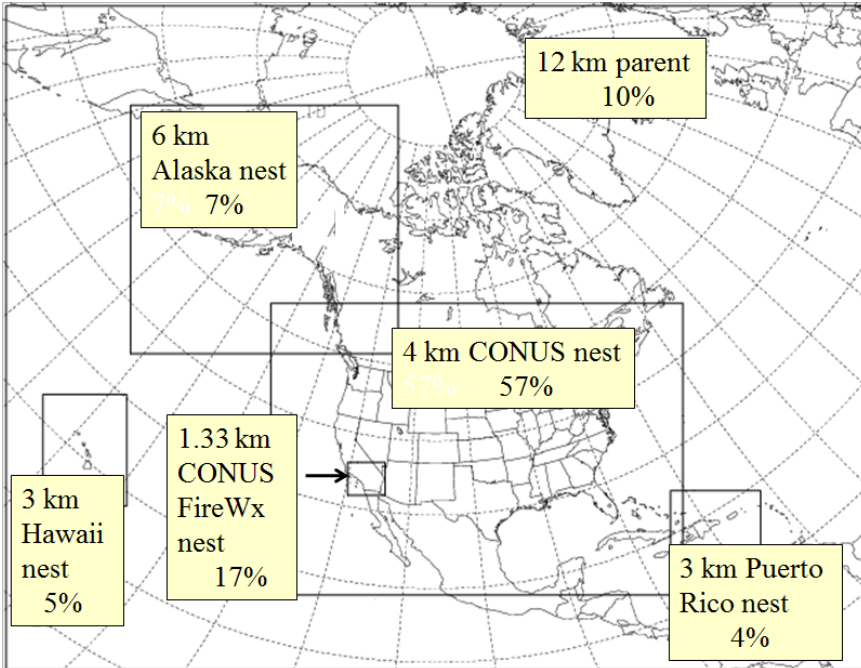 12 km parent
10%
6 km
Alaska nest
7% 7%
4 km CONUS nest
57% 57%
1.33 km
CONUS
FireWx
nest
17%
3 km
Hawaii
nest
5%
3 km Puerto
Rico nest
4%